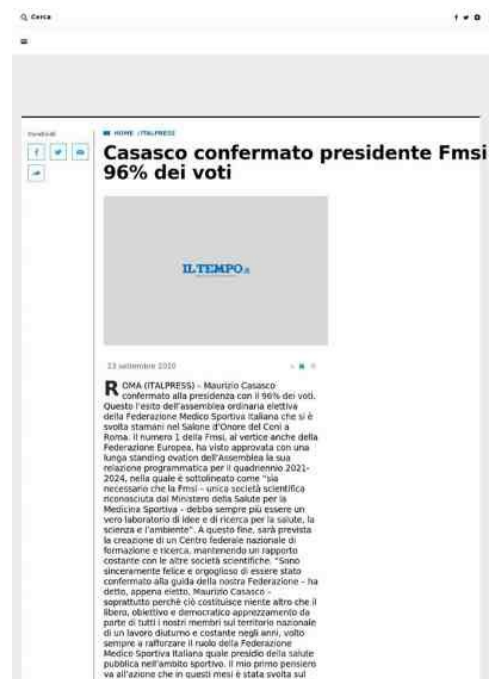 Cerca
Condividi
HOME / ITALPRESS
Casasco confermato presidente Fmsi
96% dei voti
IL TEMPO.it
23 settembre 2020
ROMA (ITALPRESS) – Maurizio Casasco
confermato alla presidenza con il 96% dei voti.
Questo l'esito dell'assemblea ordinaria elettiva
della Federazione Medico Sportiva Italiana che si è
svolta stamani nel Salone d'Onore del Coni a
Roma. Il numero 1 della Fmsi, al vertice anche della
Federazione Europea, ha visto approvata con una
lunga standing ovation dell'Assemblea la sua
relazione programmatica per il quadriennio 2021-
2024, nella quale è sottolineato come "sia
necessario che la Fmsi – unica società scientifica
riconosciuta dal Ministero della Salute per la
Medicina Sportiva – debba sempre più essere un
vero laboratorio di idee e di ricerca per la salute, la
scienza e l'ambiente". A questo fine, sarà prevista
la creazione di un Centro federale nazionale di
formazione e ricerca, mantenendo un rapporto
costante con le altre società scientifiche. "Sono
sinceramente felice e orgoglioso di essere stato
confermato alla guida della nostra Federazione – ha
detto, appena eletto, Maurizio Casasco –
soprattutto perchè ciò costituisce niente altro che il
libero, obiettivo e democratico apprezzamento da
parte di tutti i nostri membri sul territorio nazionale
di un lavoro diuturno e costante negli anni, volto
sempre a rafforzare il ruolo della Federazione
Medico Sportiva Italiana quale presidio della salute
pubblica nell'ambito sportivo. Il mio primo pensiero
va all'azione che in questi mesi è stata svolta sul